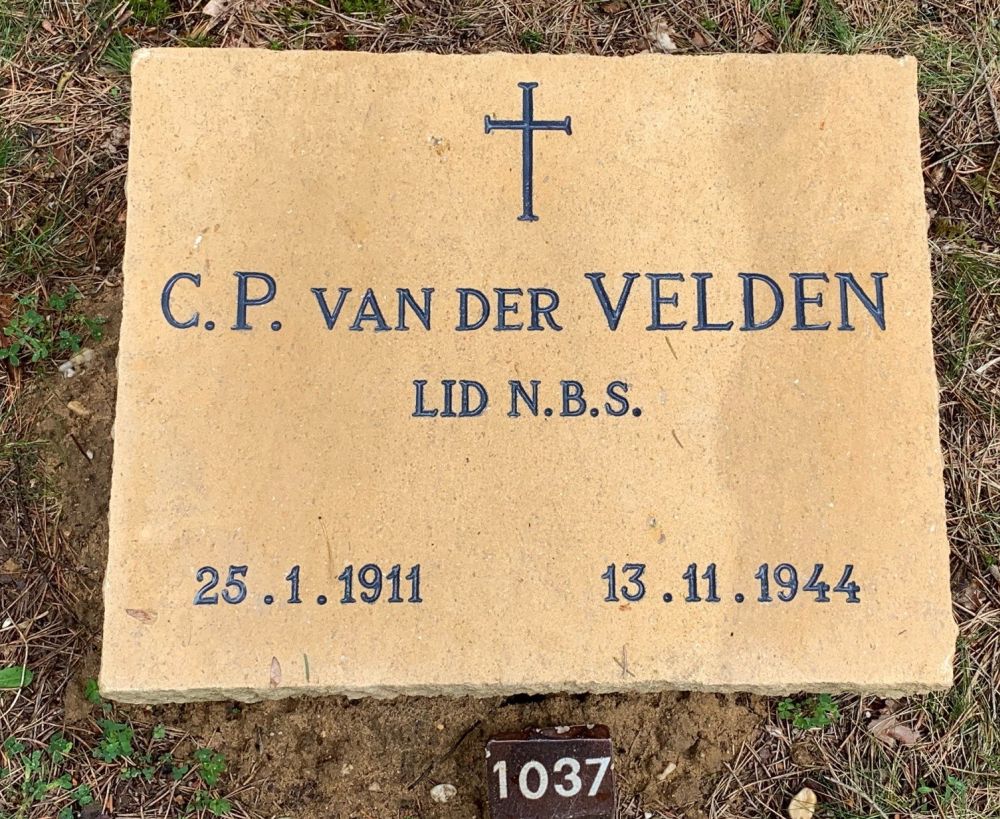 C. P. VAN DER VELDEN
LID N.B.S.
25.1.1911 13.11.1944
1037